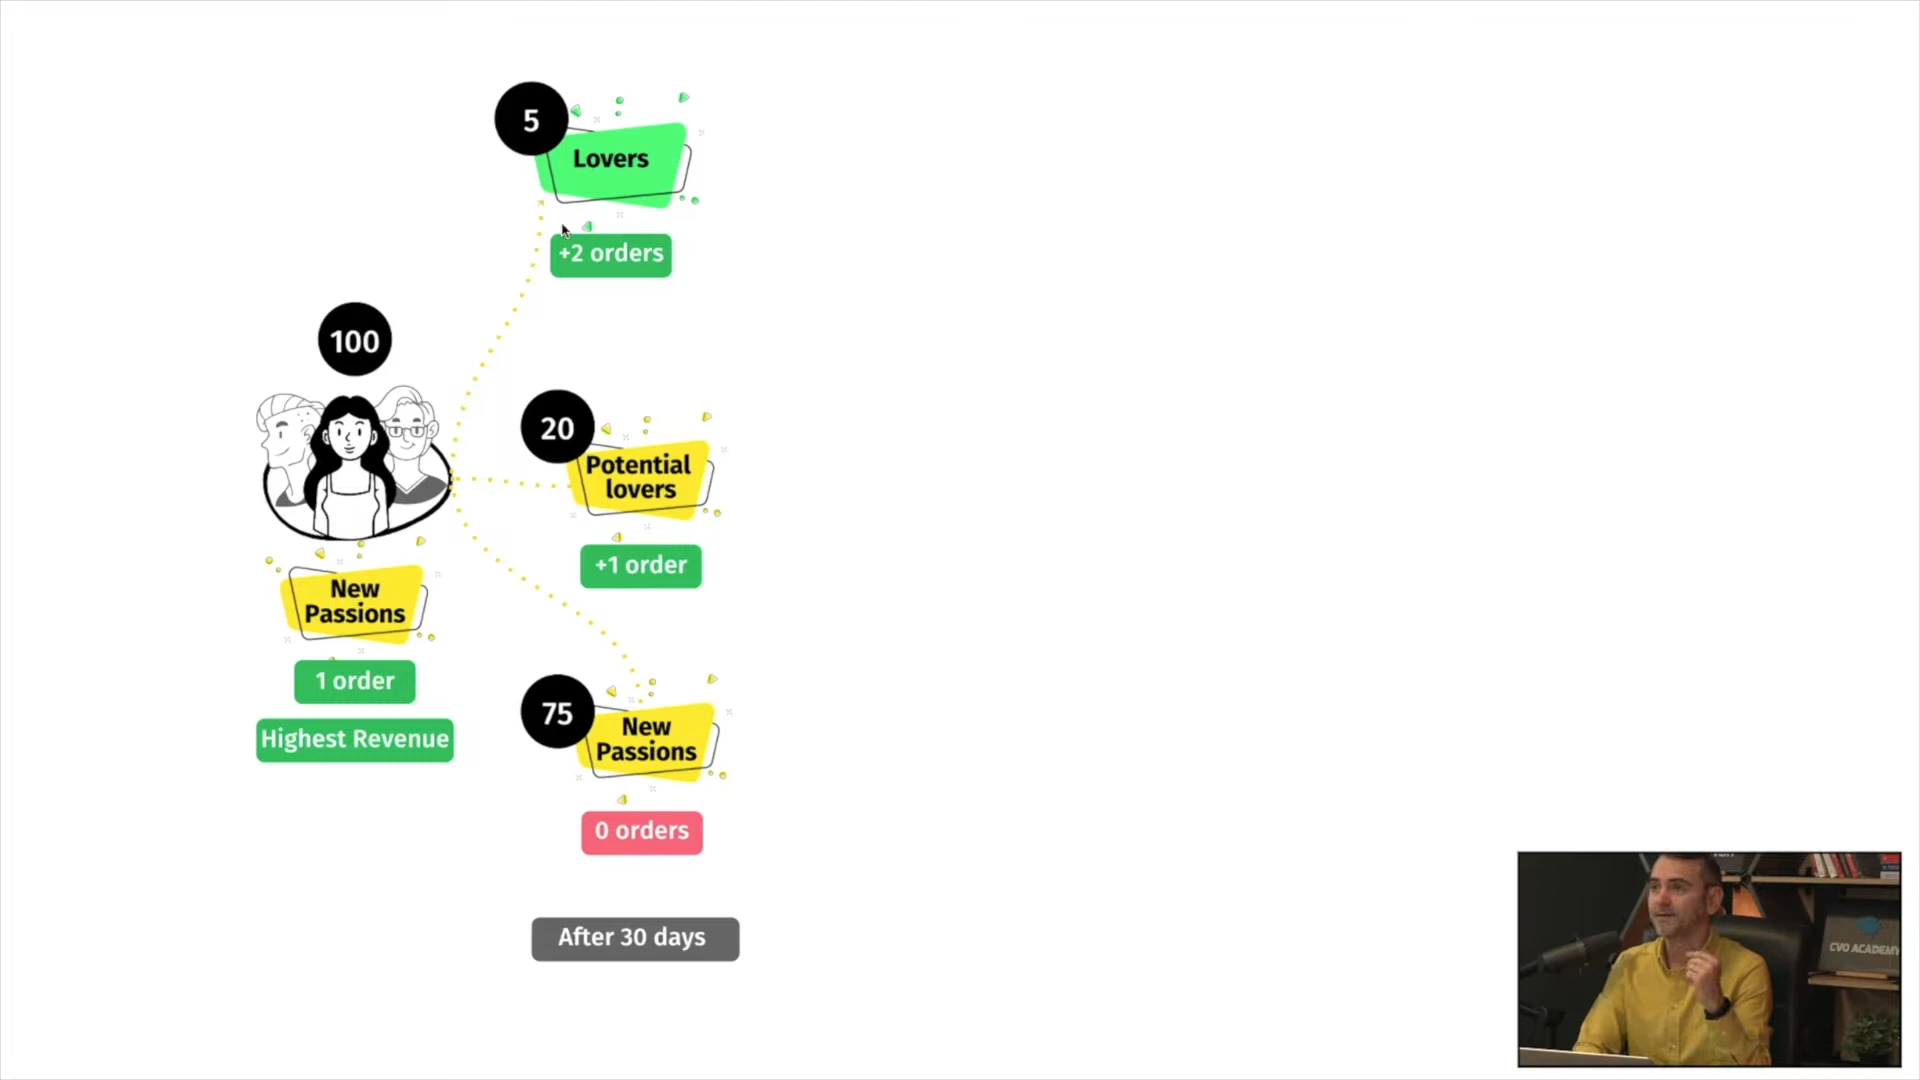 5
Lovers
+2 orders
100
New
Passions
1 order
Highest Revenue
20
Potential
lovers
+1 order
75
New
Passions
0 orders
After 30 days
CVO ACADEMY